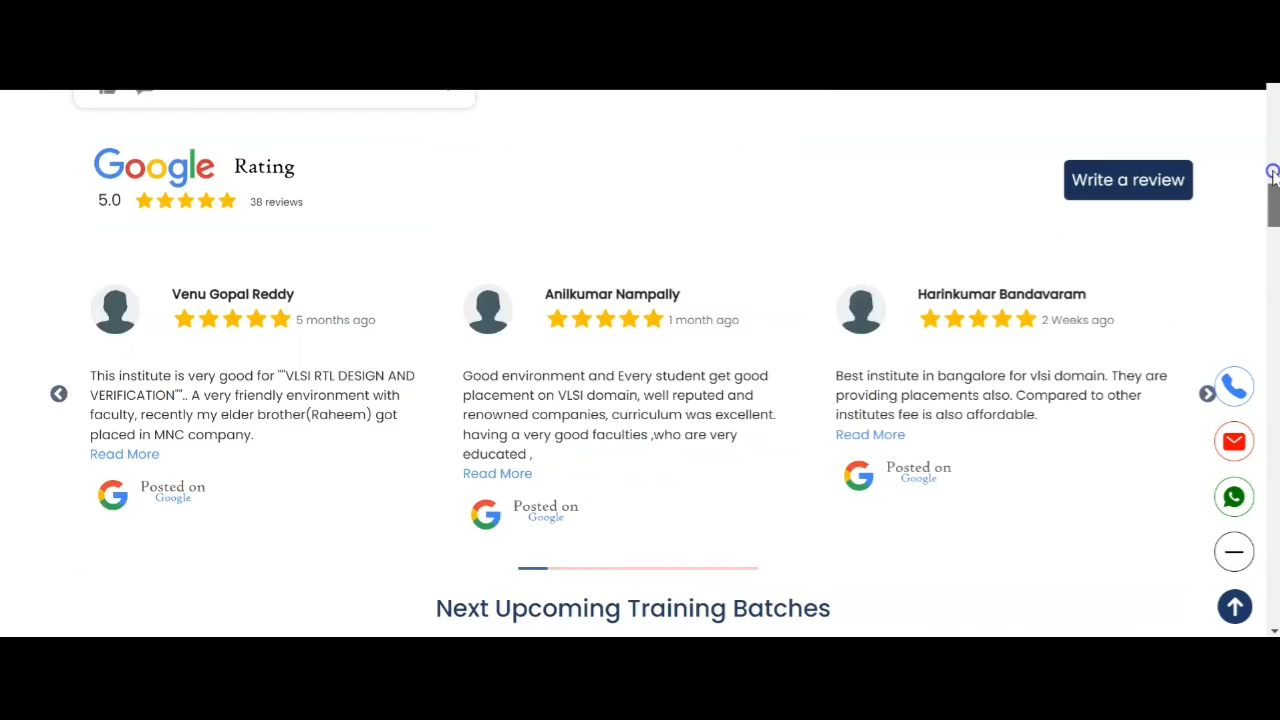 Google Rating
5.0 38 reviews
Write a review
Venu Gopal Reddy
5 months ago
This institute is very good for ""VLSI RTL DESIGN AND
VERIFICATION"".. A very friendly environment with
faculty, recently my elder brother(Raheem) got
placed in MNC company.
Read More
Posted on
Google
Anilkumar Nampally
1 month ago
Good environment and Every student get good
placement on VLSI domain, well reputed and
renowned companies, curriculum was excellent.
having a very good faculties ,who are very
educated ,
Read More
Posted on
Google
Harinkumar Bandavaram
2 Weeks ago
Best institute in bangalore for vlsi domain. They are
providing placements also. Compared to other
institutes fee is also affordable.
Read More
Posted on
Google
Next Upcoming Training Batches